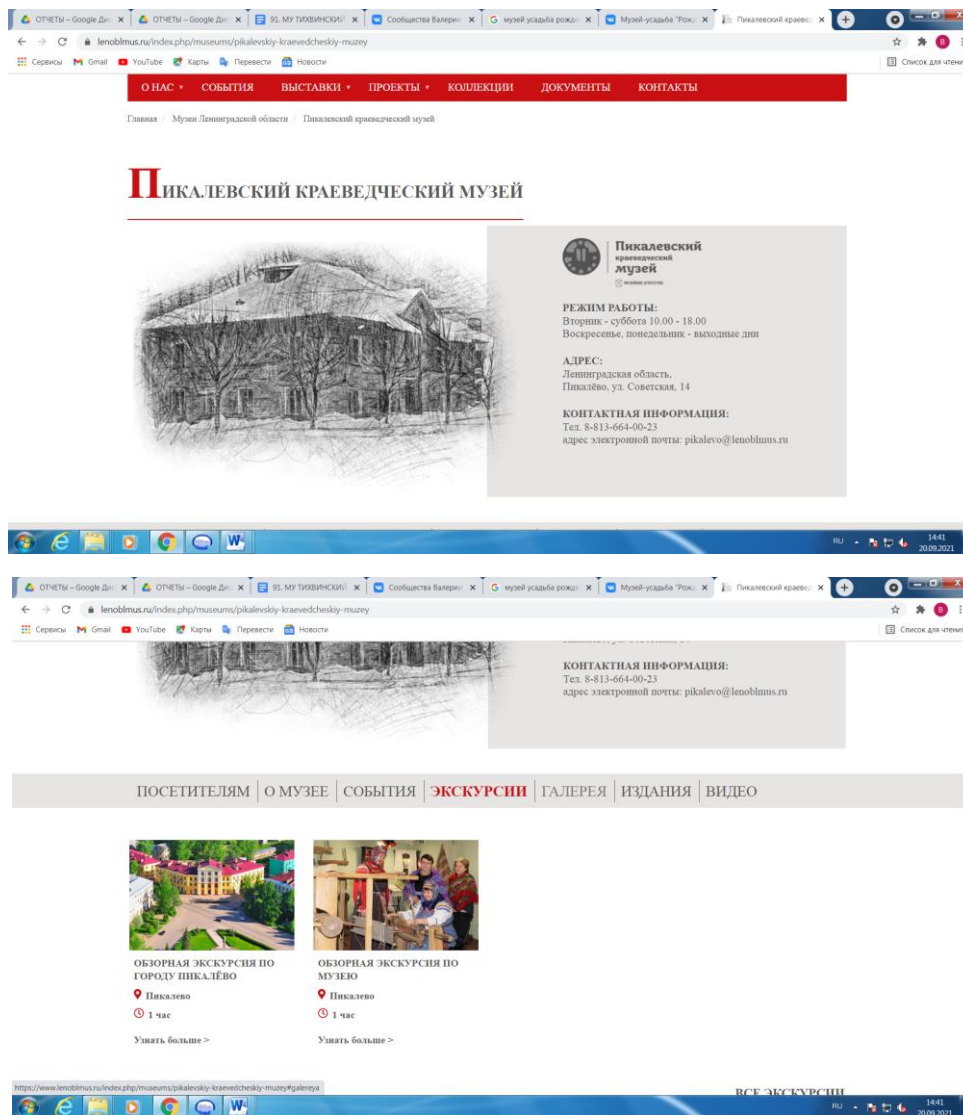 ОТЧЕТЫ – Google Ди
ОТЧЕТЫ – Google Ди
91. МУ ТИХВИНСКИЙ
Сообщества Валери
музей усадьба рожд
Музей-усадьба "Рож
Пикалевский краевед
lenoblmus.ru/index.php/museums/pikalevskiy-kraevedcheskiy-muzey
Сервисы Gmail YouTube Карты Перевести Новости Список для чтени
О НАС СОБЫТИЯ ВЫСТАВКИ ПРОЕКТЫ КОЛЛЕКЦИИ ДОКУМЕНТЫ КОНТАКТЫ
Главная / Музеи Ленинградской области / Пикалевский краеведческий музей
ПИКАЛЕВСКИЙ КРАЕВЕДЧЕСКИЙ МУЗЕЙ
Пикалевский
краеведческий
музей
РЕЖИМ РАБОТЫ:
Вторник - суббота 10.00 - 18.00
Воскресенье, понедельник - выходные дни
АДРЕС:
Ленинградская область,
Пикалёво, ул. Советская, 14
КОНТАКТНАЯ ИНФОРМАЦИЯ:
Тел. 8-813-664-00-23
адрес электронной почты: pikalevo@lenoblmus.ru
RU 14:41
20.09.2021
ОТЧЕТЫ – Google Ди
ОТЧЕТЫ – Google Ди
91. МУ ТИХВИНСКИЙ
Сообщества Валери
музей усадьба рожд
Музей-усадьба "Рож
Пикалевский краевед
lenoblmus.ru/index.php/museums/pikalevskiy-kraevedcheskiy-muzey
Сервисы Gmail YouTube Карты Перевести Новости Список для чтени
КОНТАКТНАЯ ИНФОРМАЦИЯ:
Тел. 8-813-664-00-23
адрес электронной почты: pikalevo@lenoblmus.ru
ПОСЕТИТЕЛЯМ О МУЗЕЕ СОБЫТИЯ ЭКСКУРСИИ ГАЛЕРЕЯ ИЗДАНИЯ ВИДЕО
ОБЗОРНАЯ ЭКСКУРСИЯ ПО
ГОРОДУ ПИКАЛЁВО
Пикалево
1 час
Узнать больше >
ОБЗОРНАЯ ЭКСКУРСИЯ ПО
МУЗЕЮ
Пикалево
1 час
Узнать больше >
https://www.lenoblmus.ru/index.php/museums/pikalevskiy-kraevedcheskiy-muzey#galereya
ВСЕ ЭКСКУРСИИ
RU 14:41
20.09.2021